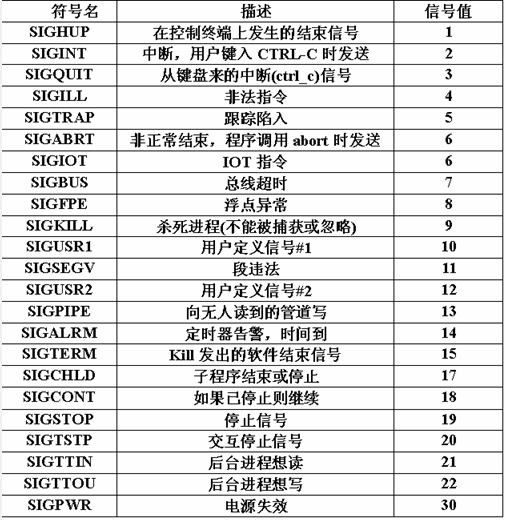 符号名 描述 信号值
SIGHUP 在控制终端上发生的结束信号 1
SIGINT 中断，用户键入 CTRL-C 时发送 2
SIGQUIT 从键盘来的中断(ctrl_c)信号 3
SIGILL 非法指令 4
SIGTRAP 跟踪陷入 5
SIGABRT 非正常结束，程序调用 abort 时发送 6
SIGIOT IOT 指令 6
SIGBUS 总线超时 7
SIGFPE 浮点异常 8
SIGKILL 杀死进程(不能被捕获或忽略) 9
SIGUSR1 用户定义信号#1 10
SIGSEGV 段违法 11
SIGUSR2 用户定义信号#2 12
SIGPIPE 向无人读到的管道写 13
SIGALRM 定时器告警，时间到 14
SIGTERM Kill 发出的软件结束信号 15
SIGCHLD 子程序结束或停止 17
SIGCONT 如果已停止则继续 18
SIGSTOP 停止信号 19
SIGTSTP 交互停止信号 20
SIGTTIN 后台进程想读 21
SIGTTOU 后台进程想写 22
SIGPWR 电源失效 30